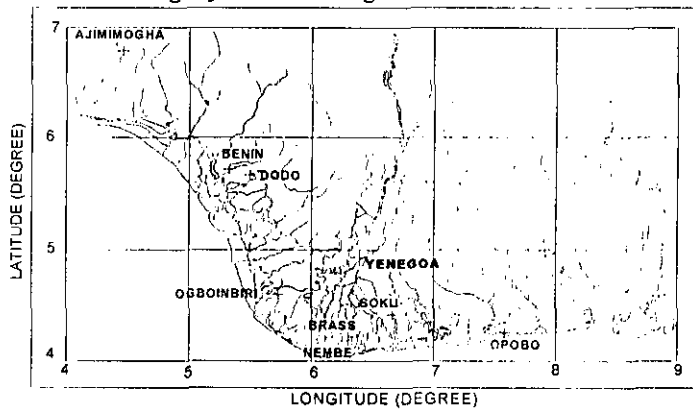 7
AJIMIMOGHA
6
BENIN
DODO
LATITUDE (DEGREE)
5
YENEGOA
OGBOINBIRI
SOKU
BRASS
OPOBO
NEMBE
4
4 5 6 7 8 9
LONGITUDE (DEGREE)